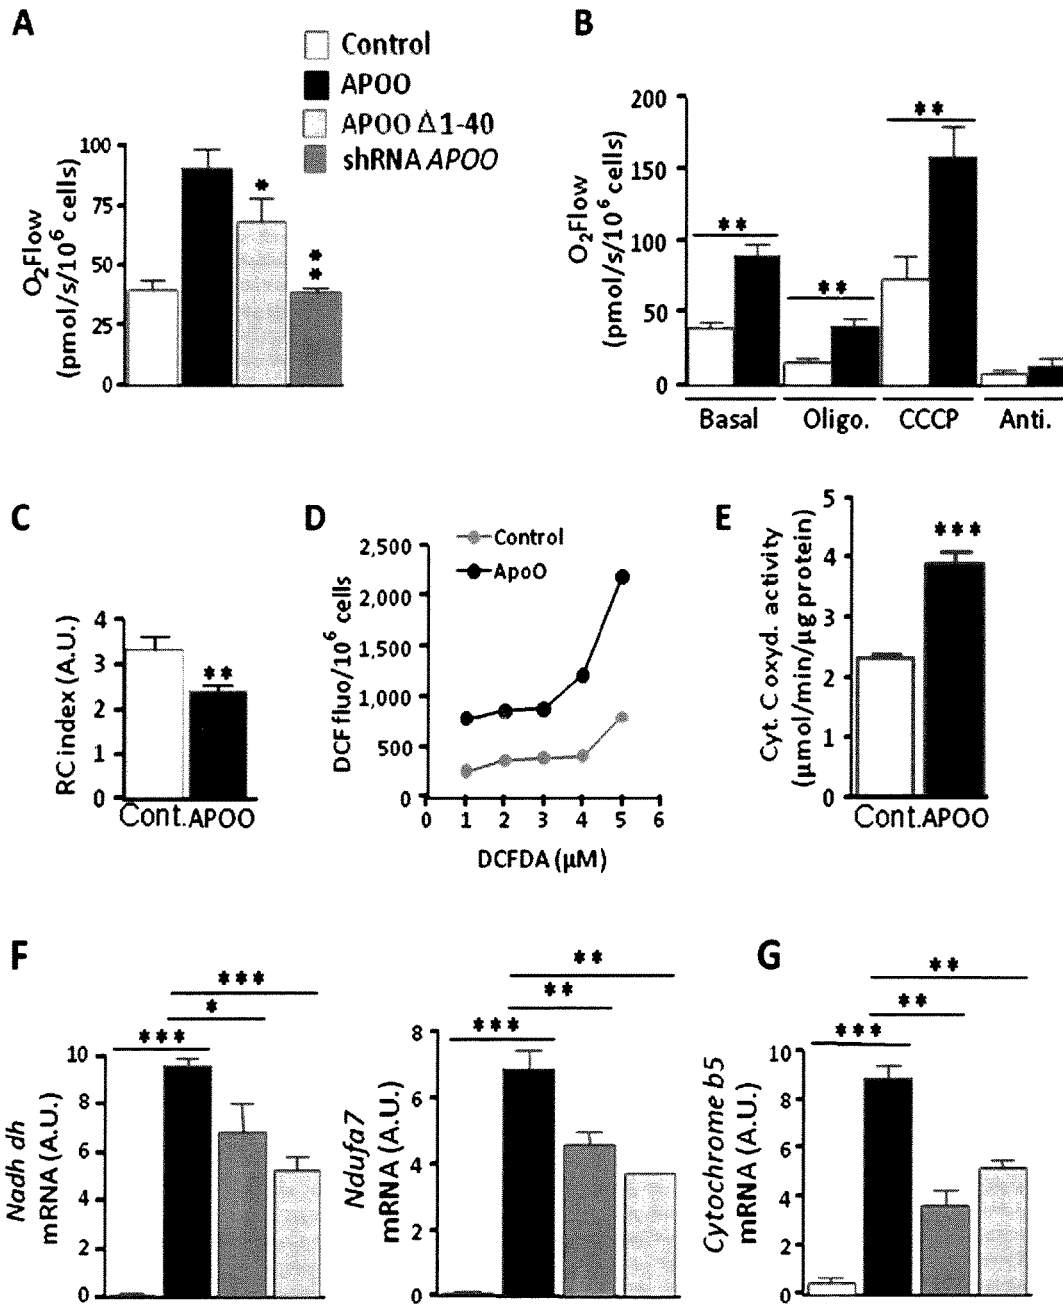 A
Control
APOO
APOO Δ1-40
shRNA APOO
O2Flow
(pmol/s/10^6 cells)
100
75
50
25
0
*
*
*
B
O2Flow
(pmol/s/10^6 cells)
200
150
100
50
0
**
**
**
Basal
Oligo.
CCCP
Anti.
C
RC index (A.U.)
4
3
2
1
0
**
Cont.
APOO
D
DCF fluo/10^6 cells
2,500
2,000
1,500
1,000
500
0
Control
ApoO
0 1 2 3 4 5 6
DCFDA (μM)
E
Cyt. C oxyd. activity
(μmol/min/μg protein)
5
4
3
2
1
0
***
Cont.
APOO
F
Nadh dh
mRNA (A.U.)
10
8
6
4
2
0
***
*
***
Ndufa7
mRNA (A.U.)
8
6
4
2
0
**
**
***
G
Cytochrome b5
mRNA (A.U.)
10
8
6
4
2
0
**
**
***